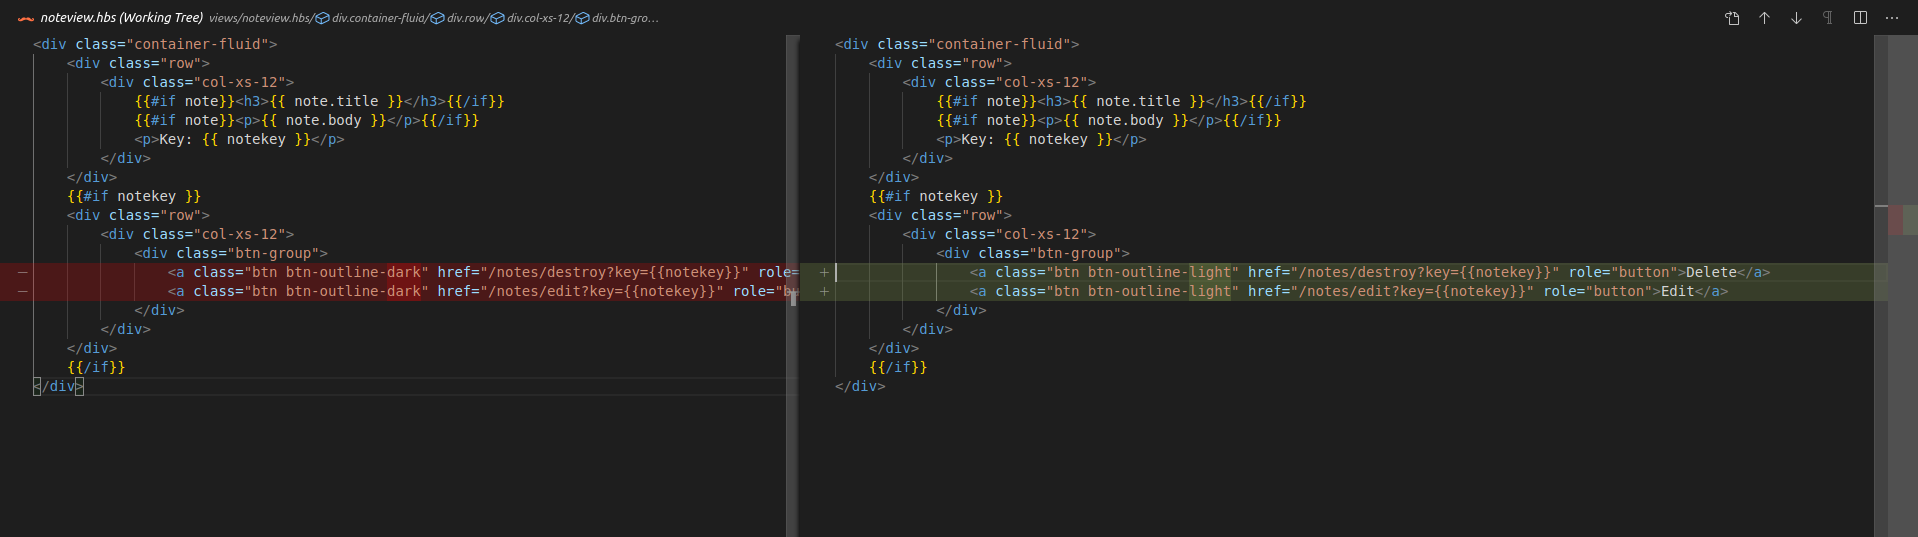 noteview.hbs (Working Tree) views/noteview.hbs/div.container-fluid/div.row/div.col-xs-12/div.btn-gro...
<div class="container-fluid">
<div class="row">
<div class="col-xs-12">
{{#if note}}<h3>{{ note.title }}</h3>{{/if}}
{{#if note}}<p>{{ note.body }}</p>{{/if}}
<p>Key: {{ notekey }}</p>
</div>
</div>
{{#if notekey }}
<div class="row">
<div class="col-xs-12">
<div class="btn-group">
<a class="btn btn-outline-dark" href="/notes/destroy?key={{notekey}}" role=
<a class="btn btn-outline-dark" href="/notes/edit?key={{notekey}}" role="bu
</div>
</div>
</div>
{{/if}}
</div>
<div class="container-fluid">
<div class="row">
<div class="col-xs-12">
{{#if note}}<h3>{{ note.title }}</h3>{{/if}}
{{#if note}}<p>{{ note.body }}</p>{{/if}}
<p>Key: {{ notekey }}</p>
</div>
</div>
{{#if notekey }}
<div class="row">
<div class="col-xs-12">
<div class="btn-group">
<a class="btn btn-outline-light" href="/notes/destroy?key={{notekey}}" role="button">Delete</a>
<a class="btn btn-outline-light" href="/notes/edit?key={{notekey}}" role="button">Edit</a>
</div>
</div>
</div>
{{/if}}
</div>